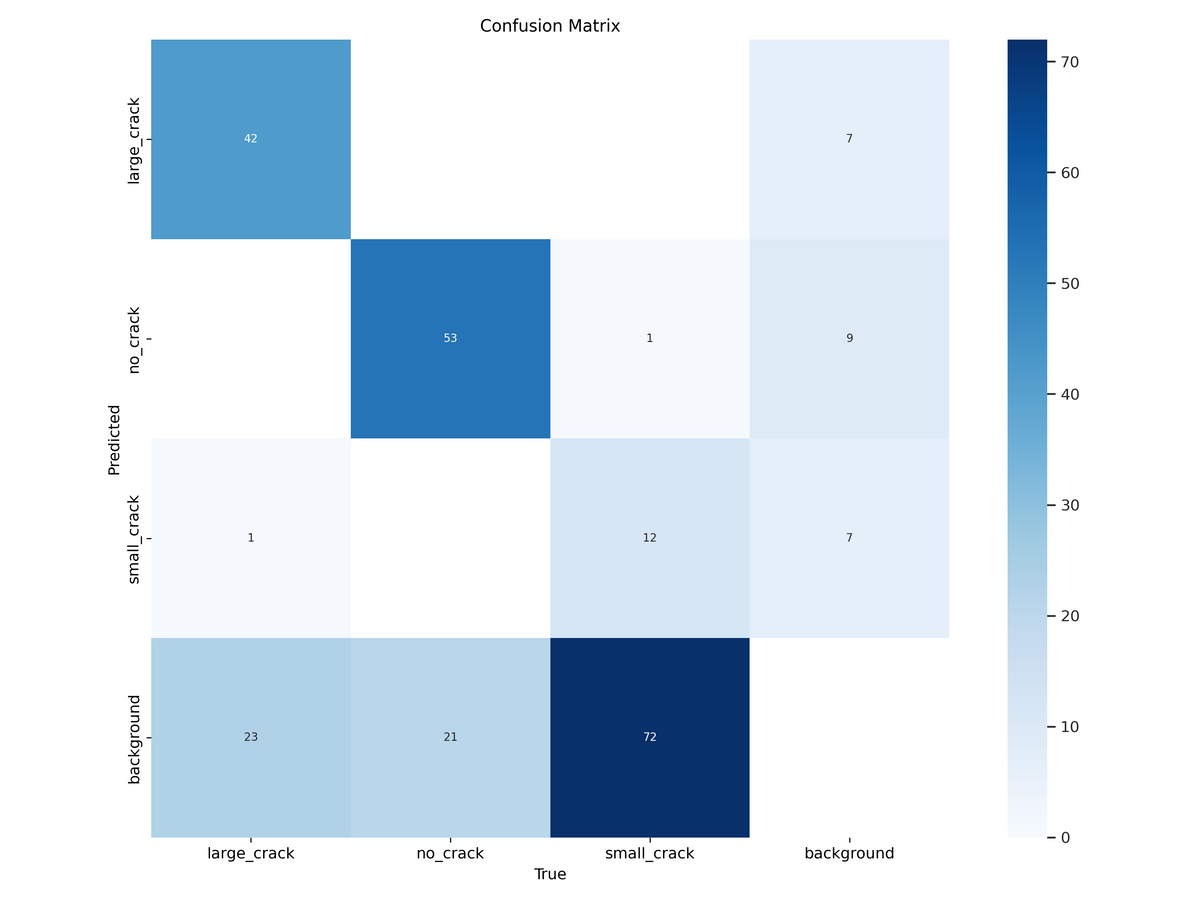 Confusion Matrix
large_crack
42
7
70
60
no_crack
53
1
9
50
40
Predicted
small_crack
1
12
7
30
20
background
23
21
72
10
0
large_crack
no_crack
small_crack
background
True